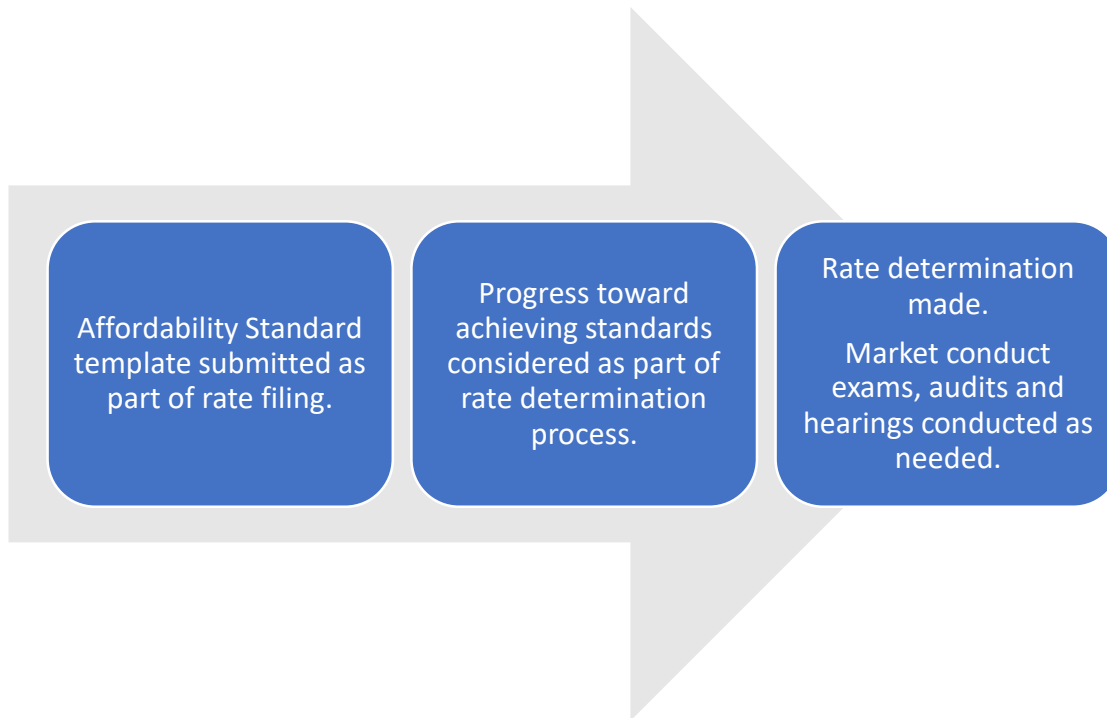 Affordability Standard
template submitted as
part of rate filing.
Progress toward
achieving standards
considered as part of
rate determination
process.
Rate determination
made.
Market conduct
exams, audits and
hearings conducted as
needed.